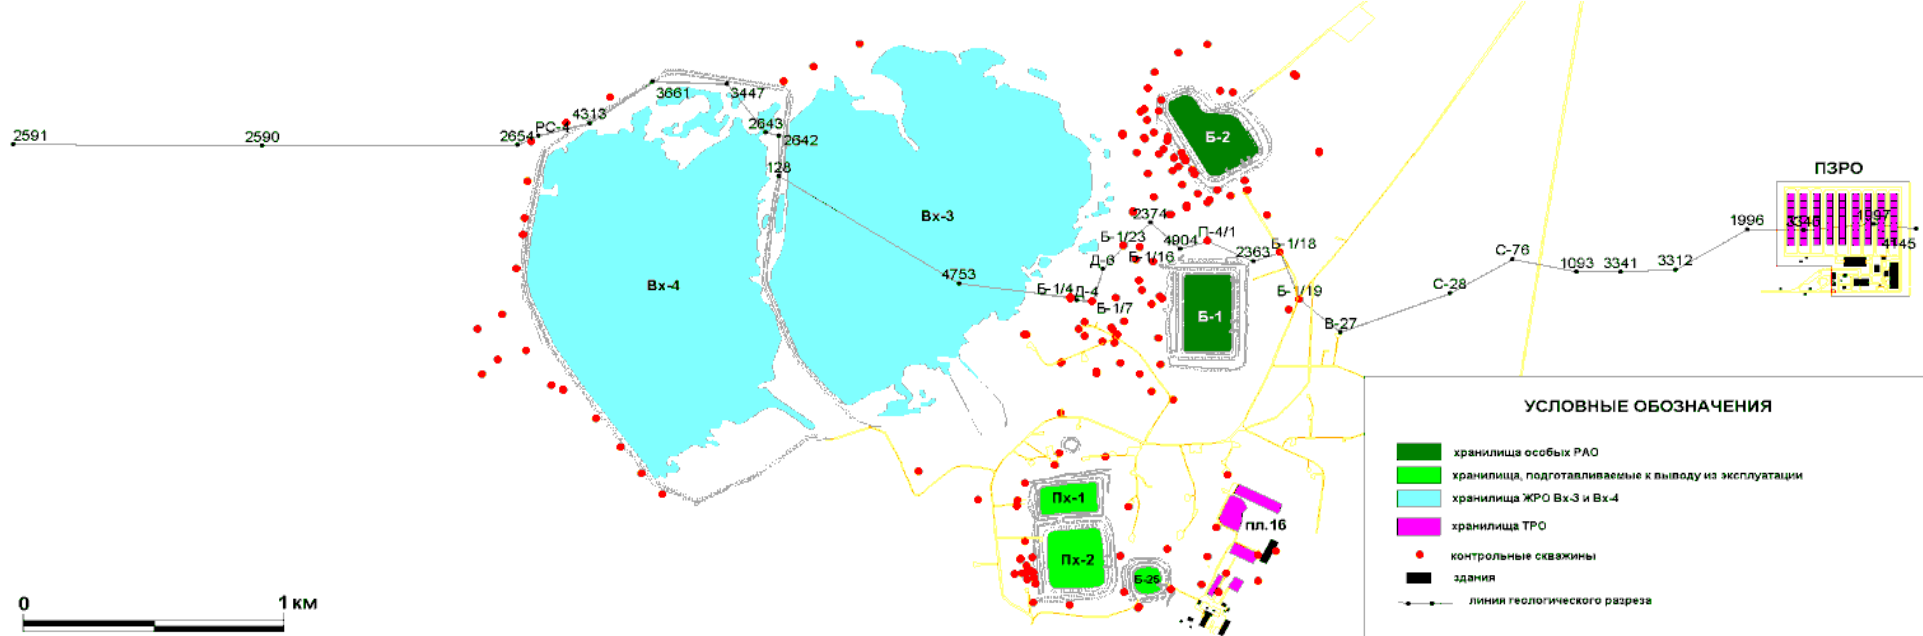 2591
2590
2654
РС-4
4313
3661
3447
2643
2642
128
Вх-3
Вх-4
4753
Б-2
2374
4904
П-4/1
2363
Б-1/18
Б-1/23
Б-1/16
Д-6
Б-1/4
Д-4
Б-1/7
Б-1
Б-1/19
В-27
С-28
С-76
1093
3341
3312
1996
ПЗРО
3346
1997
4145
Пх-1
Пх-2
Б-25
пл.16
УСЛОВНЫЕ ОБОЗНАЧЕНИЯ
хранилища особых РАО
хранилища, подготавливаемые к выводу из эксплуатации
хранилища ЖРО Вх-3 и Вх-4
хранилища ТРО
контрольные скважины
здания
линия геологического разреза
0
1 км